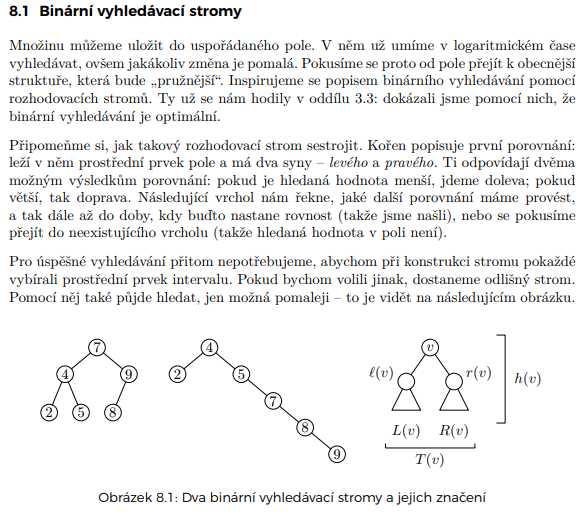 8.1 Binární vyhledávací stromy
Množinu můžeme uložit do uspořádaného pole. V něm už umíme v logaritmickém čase
vyhledávat, ovšem jakákoliv změna je pomalá. Pokusíme se proto od pole přejít k obecnější
struktuře, která bude „pružnější“. Inspirujeme se popisem binárního vyhledávání pomocí
rozhodovacích stromů. Ty už se nám hodily v oddílu 3.3: dokázali jsme pomocí nich, že
binární vyhledávání je optimální.
Připomeňme si, jak takový rozhodovací strom sestrojit. Kořen popisuje první porovnání:
leží v něm prostřední prvek pole a má dva syny – levého a pravého. Ti odpovídají dvěma
možným výsledkům porovnání: pokud je hledaná hodnota menší, jdeme doleva; pokud
větší, tak doprava. Následující vrchol nám řekne, jaké další porovnání máme provést,
a tak dále až do doby, kdy buďto nastane rovnost (takže jsme našli), nebo se pokusíme
přejít do neexistujícího vrcholu (takže hledaná hodnota v poli není).
Pro úspěšné vyhledávání přitom nepotřebujeme, abychom při konstrukci stromu pokaždé
vybírali prostřední prvek intervalu. Pokud bychom volili jinak, dostaneme odlišný strom.
Pomocí něj také půjde hledat, jen možná pomaleji – to je vidět na následujícím obrázku.
7
4 9
2 5 8
4
2 5
7
8
9
v
ℓ(v) r(v) h(v)
L(v) R(v)
T(v)
Obrázek 8.1: Dva binární vyhledávací stromy a jejich značení